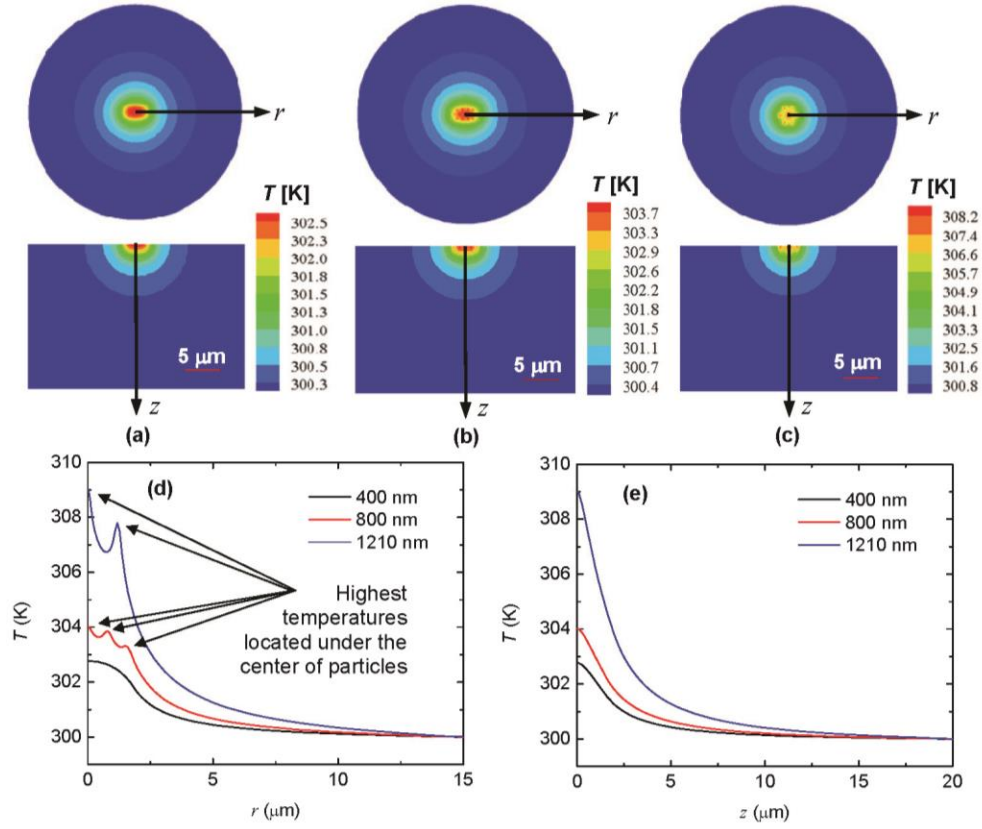 r
r
r
T [K]
302.5
302.3
302.0
301.8
301.5
301.3
301.0
300.8
300.5
300.3
T [K]
303.7
303.3
302.9
302.6
302.2
301.8
301.5
301.1
300.7
300.4
T [K]
308.2
307.4
306.6
305.7
304.9
304.1
303.3
302.5
301.6
300.8
5 μm
5 μm
5 μm
z
z
z
(a)
(b)
(c)
310
308
306
304
302
300
T (K)
(d)
400 nm
800 nm
1210 nm
Highest
temperatures
located under the
center of particles
0
5
10
15
r (μm)
310
308
306
304
302
300
T (K)
(e)
400 nm
800 nm
1210 nm
0
5
10
15
20
z (μm)